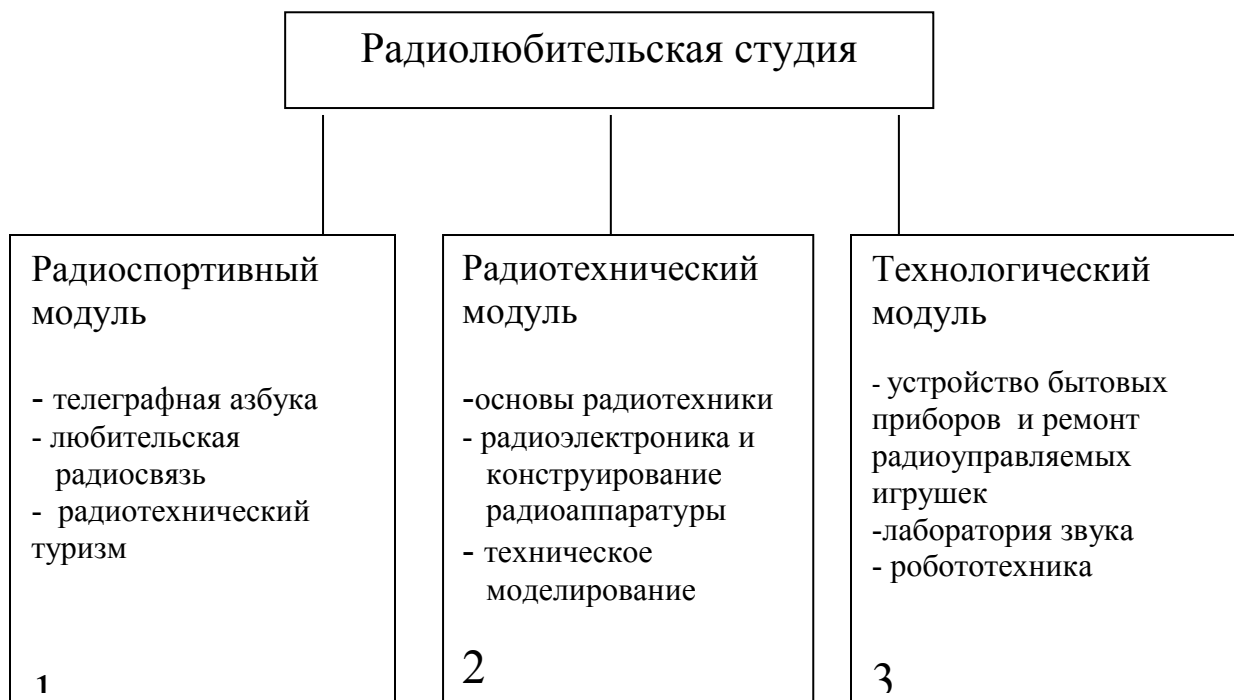 Радиолюбительская студия
Радиоспортивный
модуль
- телеграфная азбука
- любительская
радиосвязь
- радиотехнический
туризм
1
Радиотехнический
модуль
-основы радиотехники
- радиоэлектроника и
конструирование
радиоаппаратуры
- техническое
моделирование
2
Технологический
модуль
- устройство бытовых
приборов и ремонт
радиоуправляемых
игрушек
-лаборатория звука
- робототехника
3